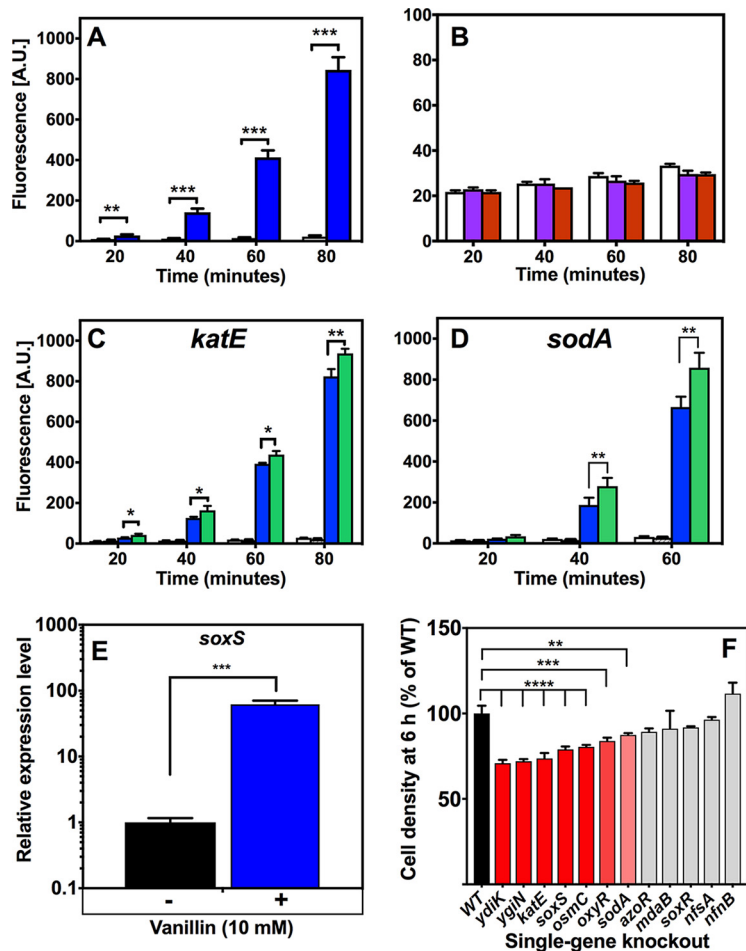 A
Fluorescence [A.U.]
1000
800
600
400
200
0
**
***
***
***
20 40 60 80
Time (minutes)
B
100
80
60
40
20
0
20 40 60 80
Time (minutes)
C
katE
Fluorescence [A.U.]
1000
800
600
400
200
0
*
*
*
**
20 40 60 80
Time (minutes)
D
sodA
1000
800
600
400
200
0
**
**
20 40 60
Time (minutes)
E
soxS
Relative expression level
1000
100
10
1
0.1
***
- +
Vanillin (10 mM)
F
Cell density at 6 h (% of WT)
150
100
50
**
***
****
WT ydiK ygiN katE soxS osmC oxyR sodA azoR mdaB soxR nfsA nfnB
Single-gene knockout